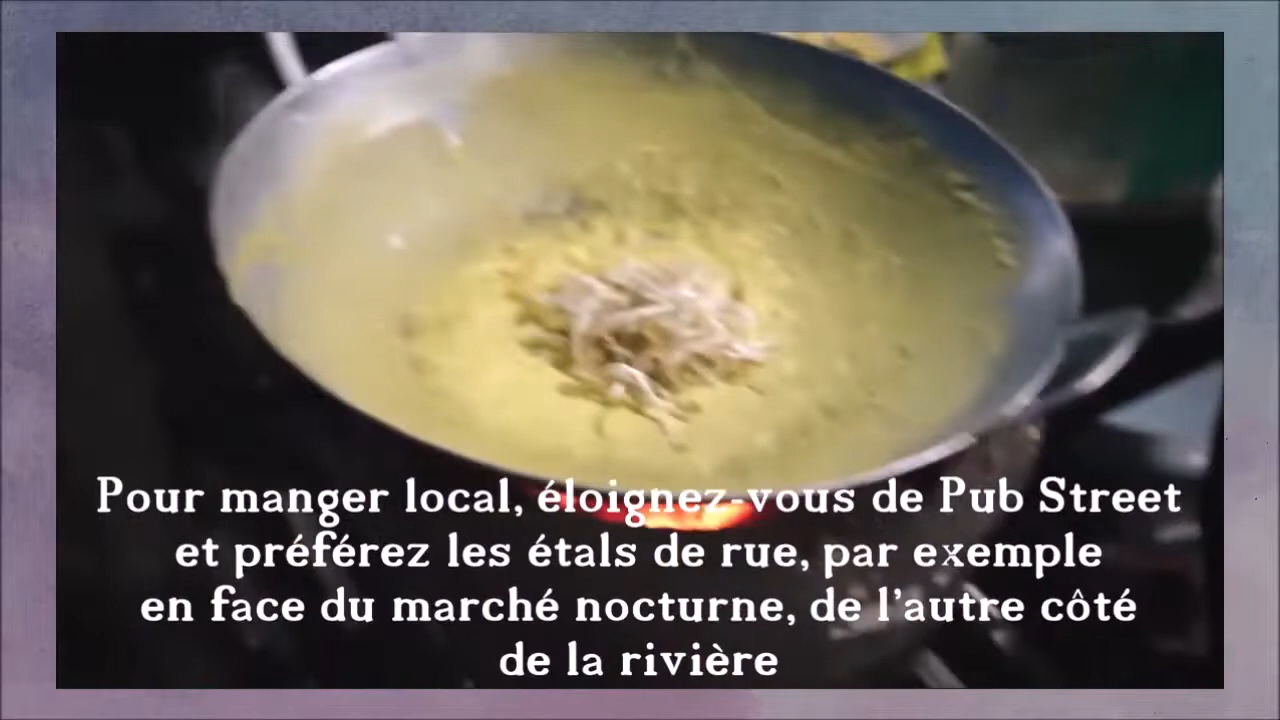 Pour manger local, éloignez-vous de Pub Street
et préférez les étals de rue, par exemple
en face du marché nocturne, de l'autre côté
de la rivière